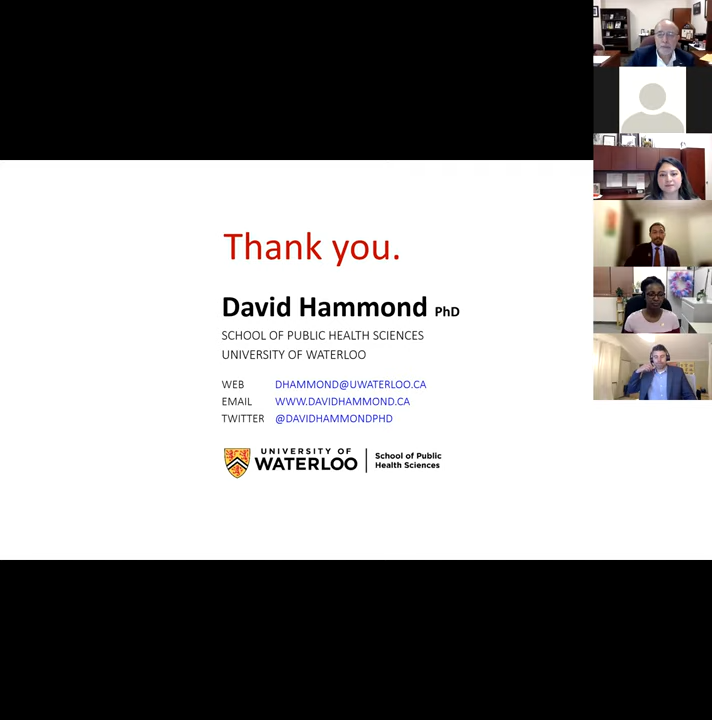 Thank you.
David Hammond PhD
SCHOOL OF PUBLIC HEALTH SCIENCES
UNIVERSITY OF WATERLOO
WEB DHAMMOND@UWATERLOO.CA
EMAIL WWW.DAVIDHAMMOND.CA
TWITTER @DAVIDHAMMONDPHD
UNIVERSITY OF
WATERLOO
School of Public
Health Sciences